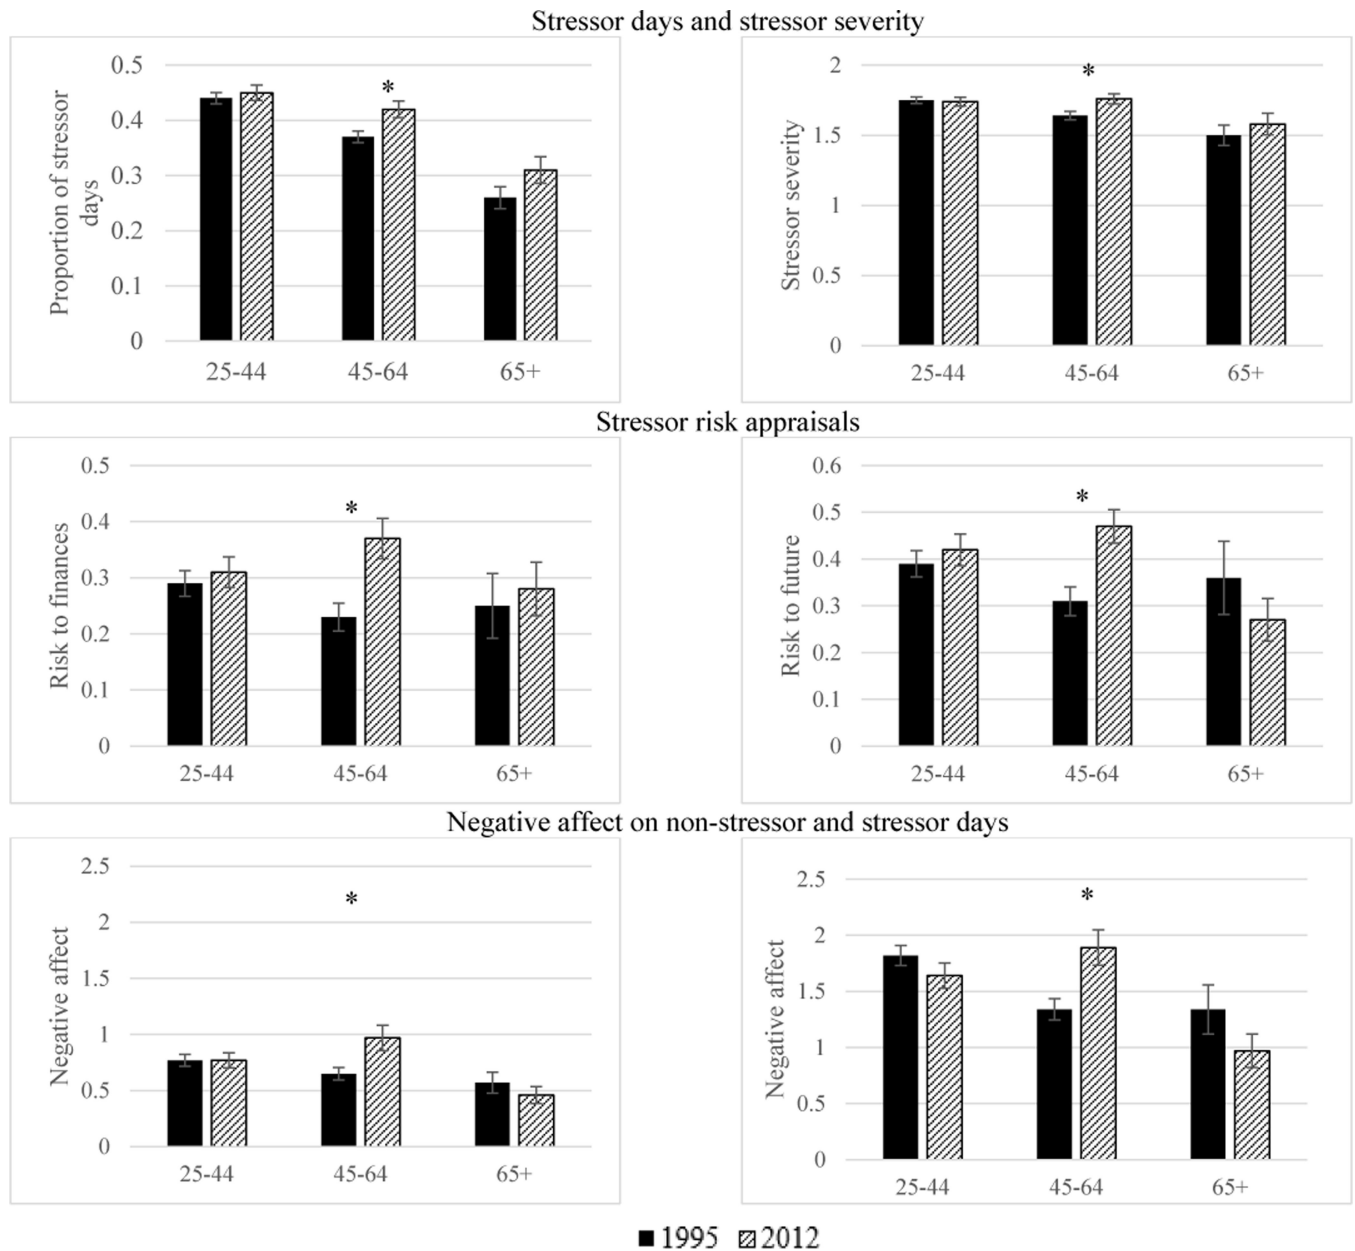 Stressor days and stressor severity
Proportion of stressor
days
0.5
0.4
0.3
0.2
0.1
0
*
25-44 45-64 65+
Stressor severity
2
1.5
1
0.5
0
*
25-44 45-64 65+
Stressor risk appraisals
Risk to finances
0.5
0.4
0.3
0.2
0.1
0
*
25-44 45-64 65+
Risk to future
0.6
0.5
0.4
0.3
0.2
0.1
0
*
25-44 45-64 65+
Negative affect on non-stressor and stressor days
Negative affect
2.5
2
1.5
1
0.5
0
*
25-44 45-64 65+
Negative affect
2.5
2
1.5
1
0.5
0
*
25-44 45-64 65+
1995 2012